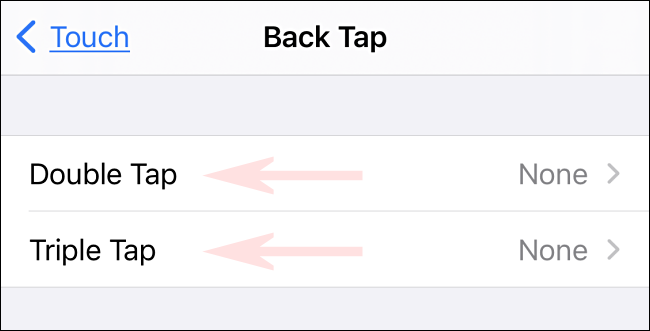 Touch
Back Tap
Double Tap
None
Triple Tap
None